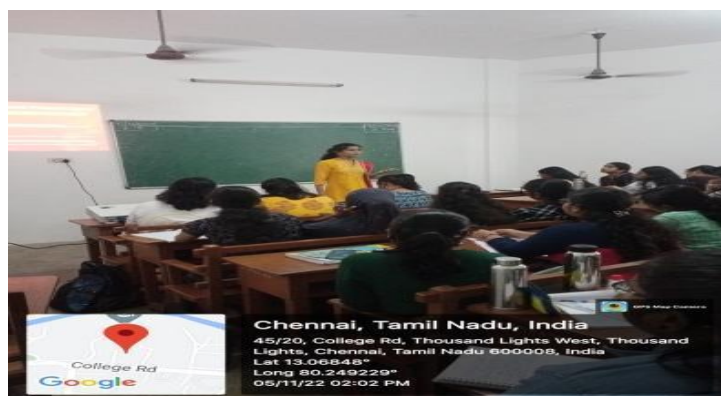 GPS Map Camera
Chennai, Tamil Nadu, India
45/20, College Rd, Thousand Lights West, Thousand
Lights, Chennai, Tamil Nadu 600008, India
Lat 13.06848°
Long 80.249229°
05/11/22 02:02 PM
College Rd
Google